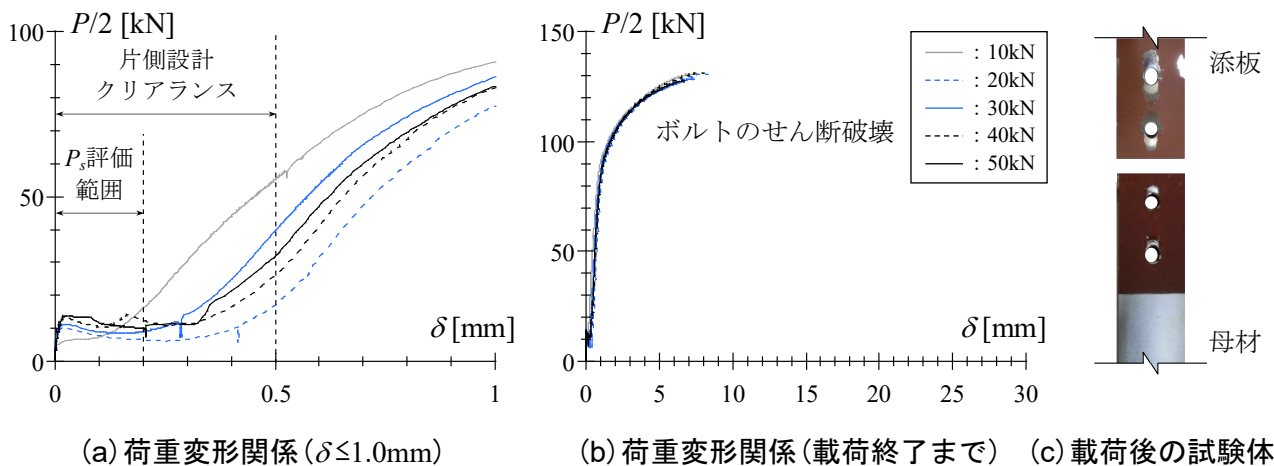 P/2 [kN]
100
50
0
片側設計
クリアランス
Ps評価
範囲
δ [mm]
0
0.5
1
(a) 荷重変形関係(δ≤1.0mm)
P/2 [kN]
150
100
50
0
ボルトのせん断破壊
: 10kN
: 20kN
: 30kN
: 40kN
: 50kN
δ [mm]
0
5
10
15
20
25
30
(b) 荷重変形関係(載荷終了まで)
添板
母材
(c) 載荷後の試験体